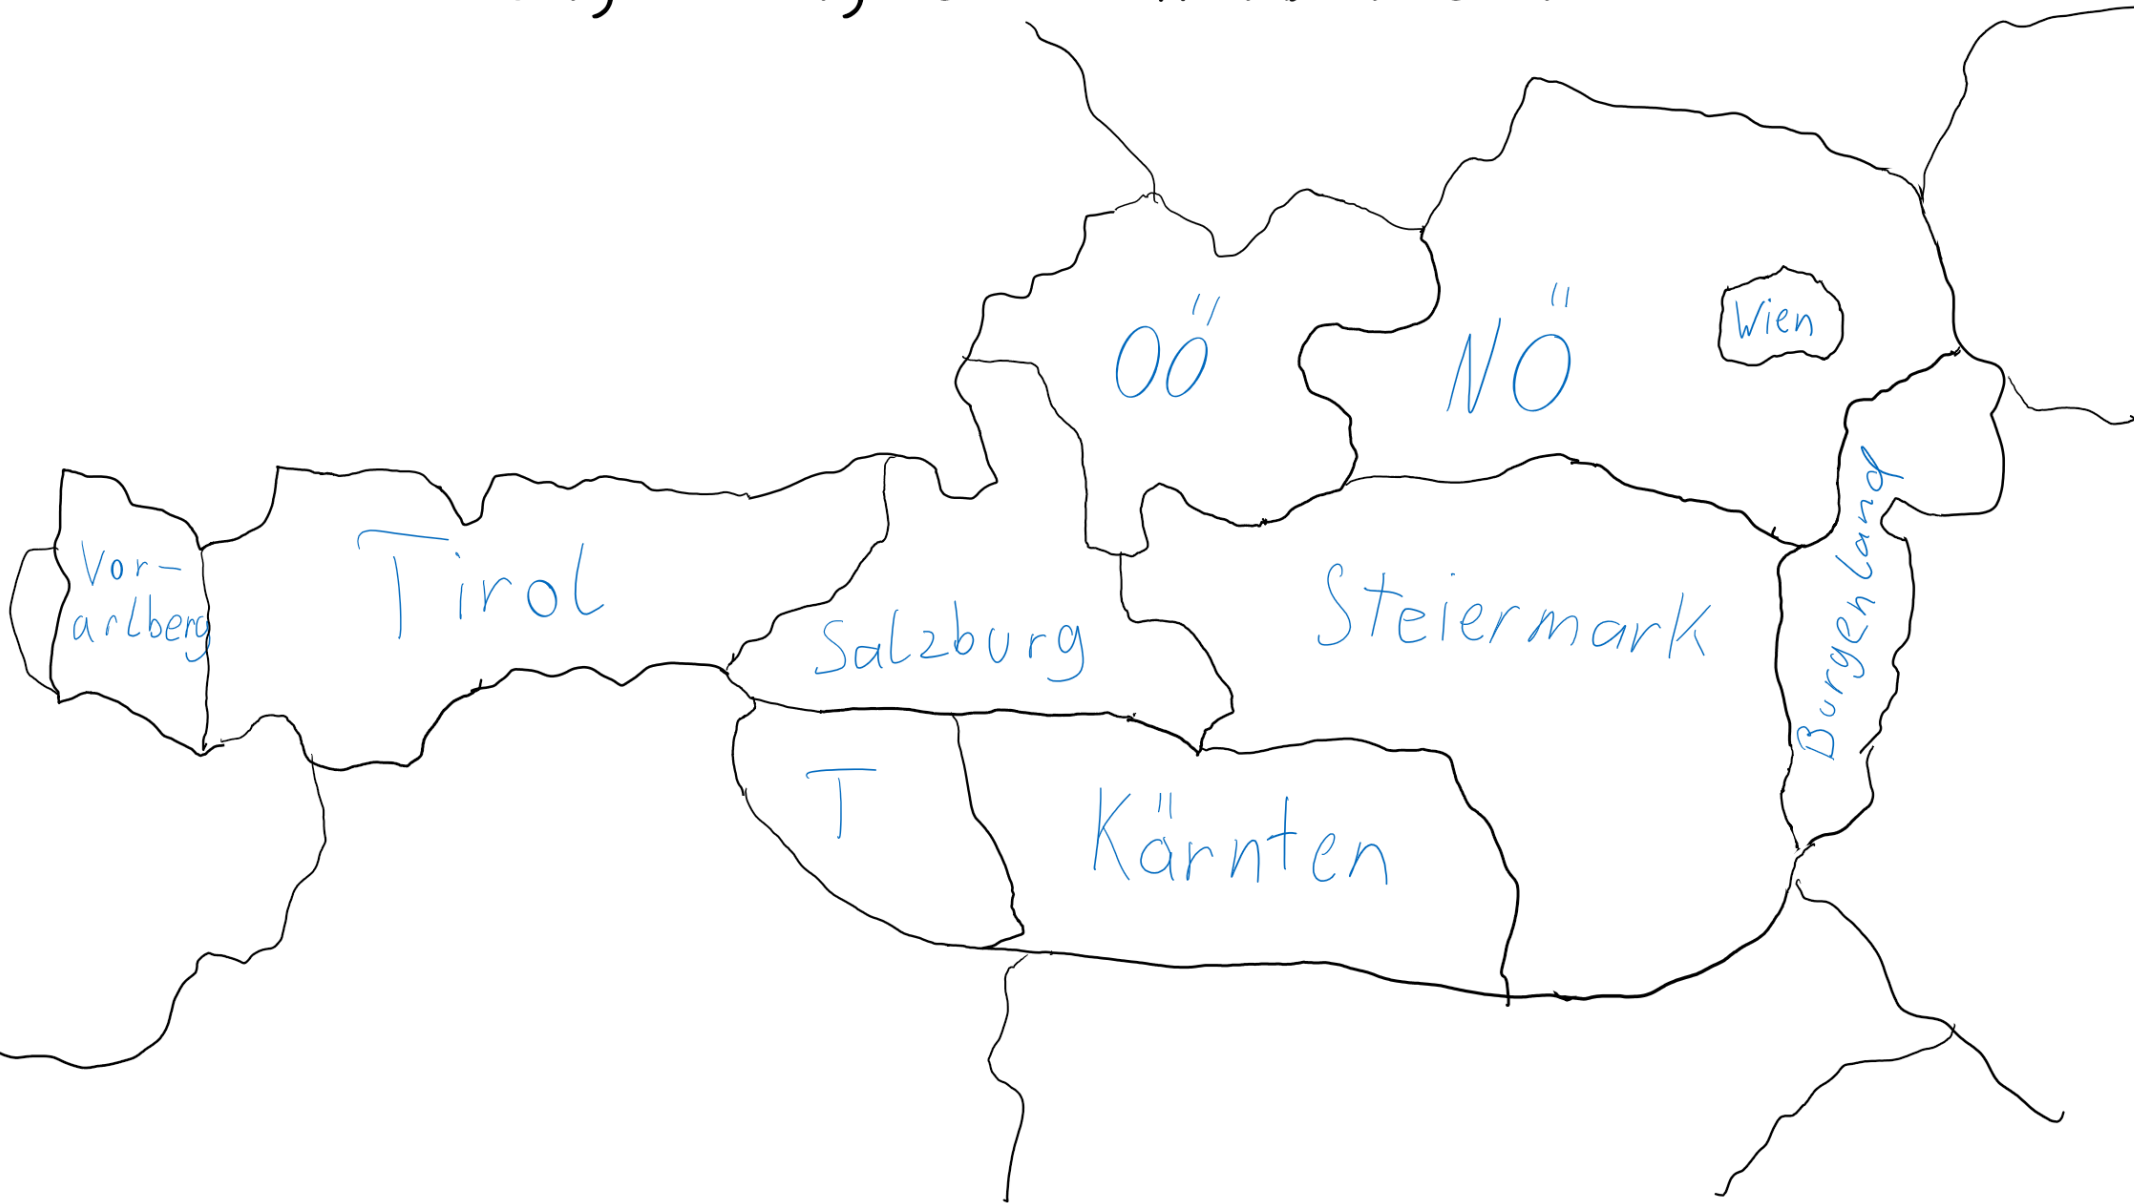 OÖ
NÖ
Wien
Vor-
arlberg
Tirol
Salzburg
Steiermark
Burgenland
T
Kärnten